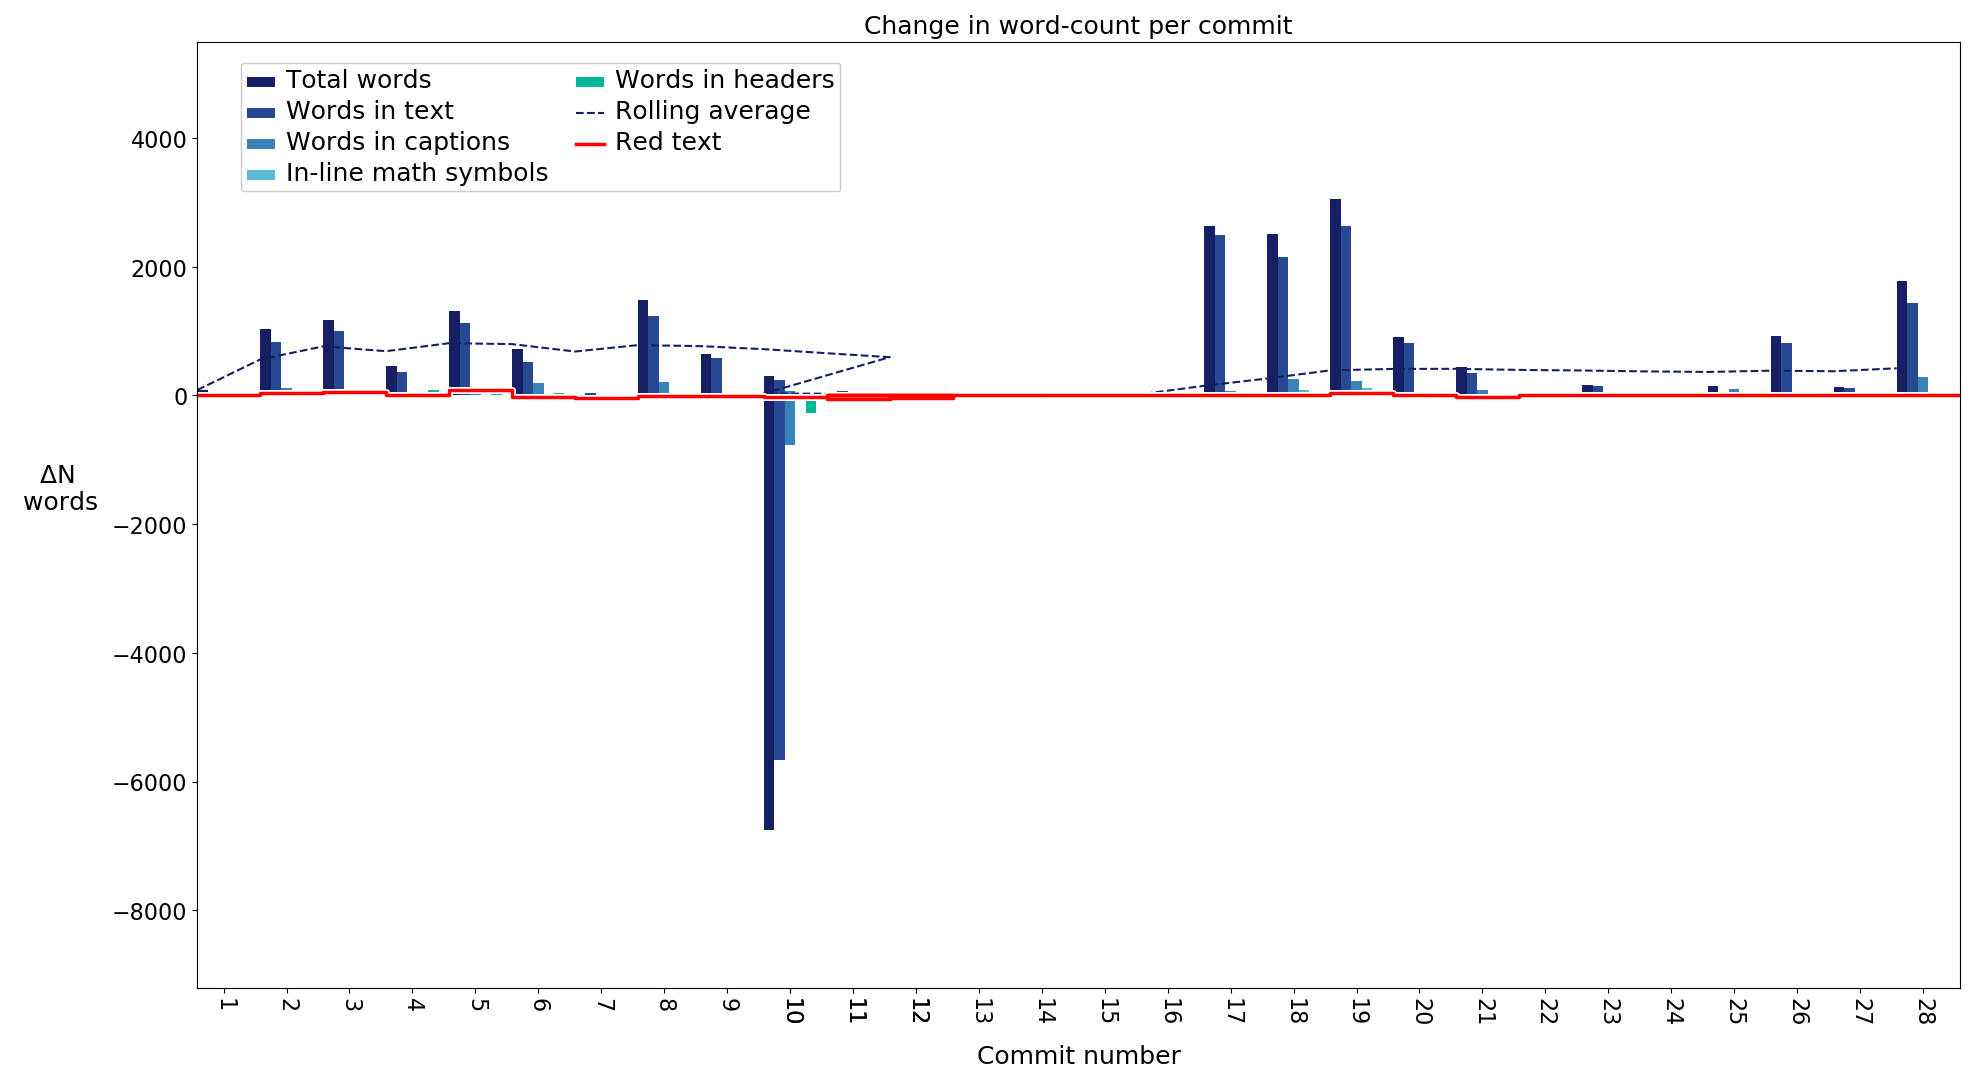 Change in word-count per commit
Total words
Words in text
Words in captions
In-line math symbols
Words in headers
Rolling average
Red text
4000
2000
0
−2000
−4000
−6000
−8000
ΔN
words
1 2 3 4 5 6 7 8 9 10 11 12 13 14 15 16 17 18 19 20 21 22 23 24 25 26 27 28
Commit number